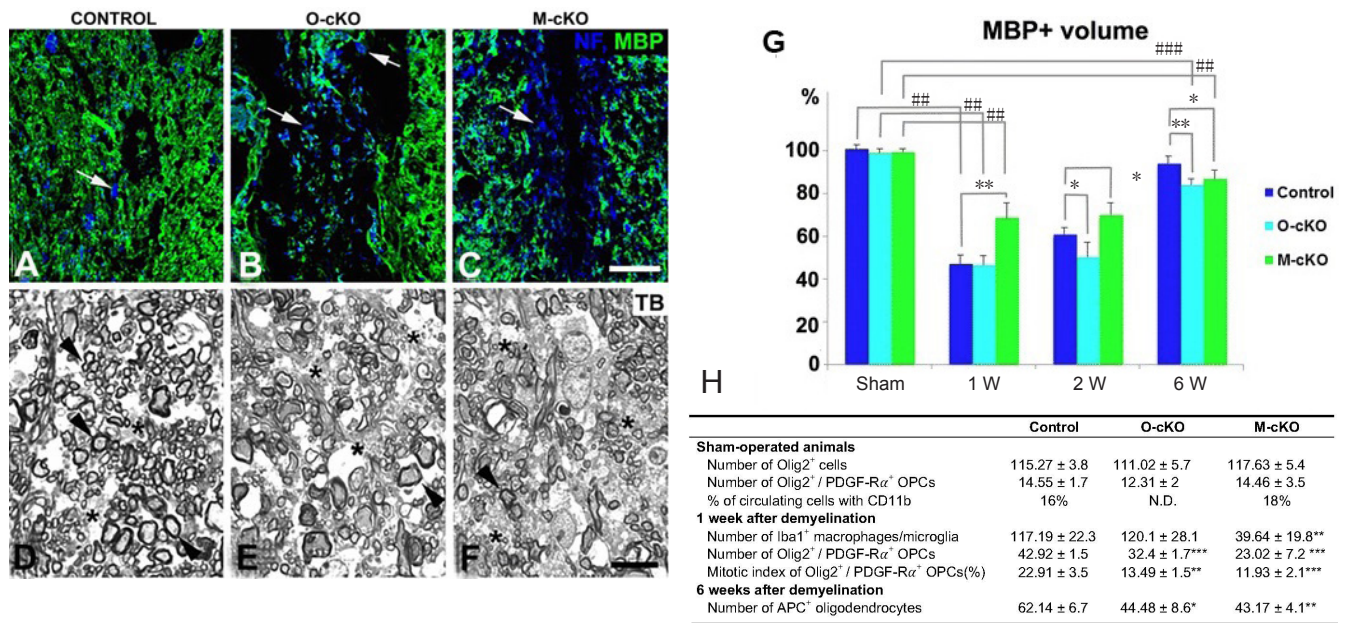 CONTROL
O-cKO
M-cKO
NF, MBP
A
B
C
TB
D
E
F
G
MBP+ volume
###
##
##
##
##
%
*
**
**
*
*
100
80
60
40
20
0
Sham
1 W
2 W
6 W
Control
O-cKO
M-cKO
H
Control O-cKO M-cKO
Sham-operated animals
Number of Olig2+ cells 115.27 ± 3.8 111.02 ± 5.7 117.63 ± 5.4
Number of Olig2+ / PDGF-Rα+ OPCs 14.55 ± 1.7 12.31 ± 2 14.46 ± 3.5
% of circulating cells with CD11b 16% N.D. 18%
1 week after demyelination
Number of Iba1+ macrophages/microglia 117.19 ± 22.3 120.1 ± 28.1 39.64 ± 19.8**
Number of Olig2+ / PDGF-Rα+ OPCs 42.92 ± 1.5 32.4 ± 1.7*** 23.02 ± 7.2 ***
Mitotic index of Olig2+ / PDGF-Rα+ OPCs(%) 22.91 ± 3.5 13.49 ± 1.5** 11.93 ± 2.1***
6 weeks after demyelination
Number of APC+ oligodendrocytes 62.14 ± 6.7 44.48 ± 8.6* 43.17 ± 4.1**